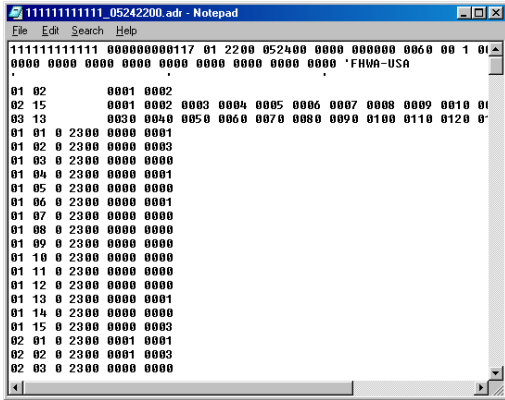 111111111111_05242200.adr - Notepad
File Edit Search Help
111111111111 000000000117 01 2200 052400 0000 000000 0060 00 1
0000 0000 0000 0000 0000 0000 0000 0000 0000 'FHWA-USA
' ' '
01 02 0001 0002
02 15 0001 0002 0003 0004 0005 0006 0007 0008 0009 0010
03 13 0030 0040 0050 0060 0070 0080 0090 0100 0110 0120
01 01 0 2300 0000 0001
01 02 0 2300 0000 0003
01 03 0 2300 0000 0000
01 04 0 2300 0000 0001
01 05 0 2300 0000 0000
01 06 0 2300 0000 0001
01 07 0 2300 0000 0000
01 08 0 2300 0000 0000
01 09 0 2300 0000 0000
01 10 0 2300 0000 0000
01 11 0 2300 0000 0000
01 12 0 2300 0000 0000
01 13 0 2300 0000 0001
01 14 0 2300 0000 0000
01 15 0 2300 0000 0003
02 01 0 2300 0001 0001
02 02 0 2300 0001 0003
02 03 0 2300 0000 0000